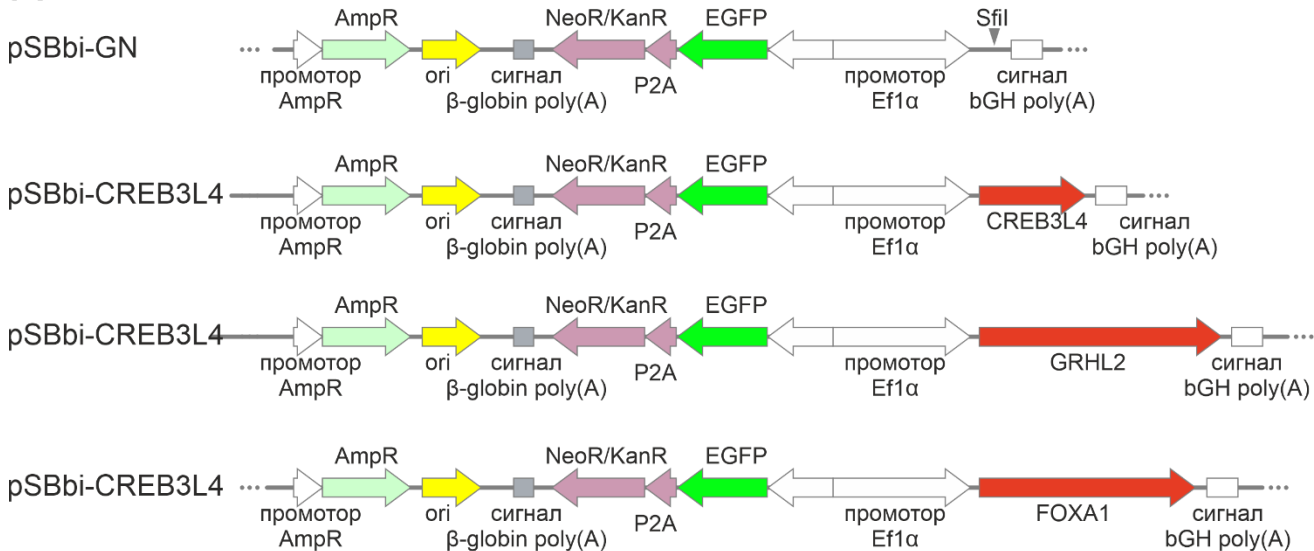 SfiI
AmpR NeoR/KanR EGFP
pSBbi-GN
промотор ori сигнал P2A промотор сигнал
AmpR β-globin poly(A) Ef1α bGH poly(A)
AmpR NeoR/KanR EGFP
pSBbi-CREB3L4
промотор ori сигнал P2A промотор CREB3L4 сигнал
AmpR β-globin poly(A) Ef1α bGH poly(A)
AmpR NeoR/KanR EGFP
pSBbi-CREB3L4
промотор ori сигнал P2A промотор GRHL2 сигнал
AmpR β-globin poly(A) Ef1α bGH poly(A)
AmpR NeoR/KanR EGFP
pSBbi-CREB3L4
промотор ori сигнал P2A промотор FOXA1 сигнал
AmpR β-globin poly(A) Ef1α bGH poly(A)